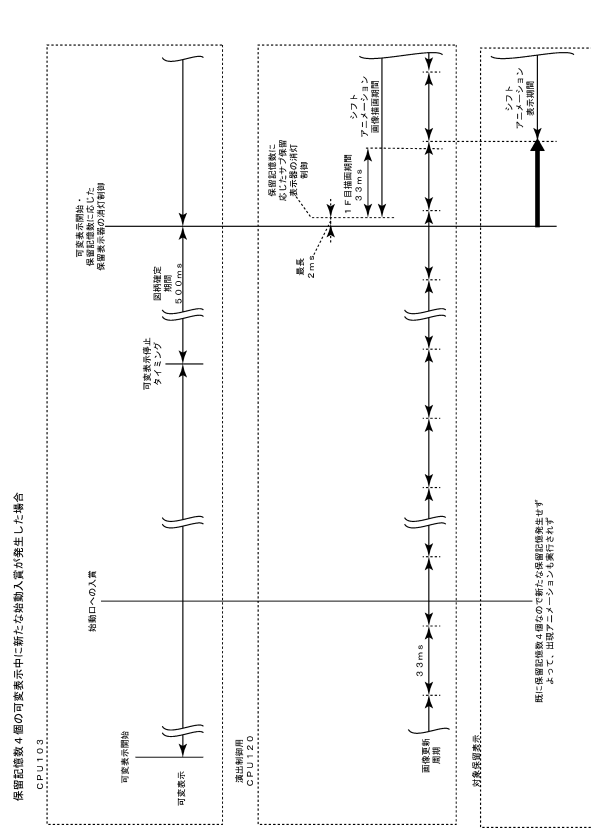 保留記憶数４個の可変表示中に新たな始動入賞が発生した場合
ＣＰＵ１０３
可変表示開始
可変表示
始動口への入賞
可変表示停止
タイミング
図柄確定
期間
５００ｍｓ
可変表示開始・
保留記憶数に応じた
保留表示器の消灯制御
演出制御用
ＣＰＵ１２０
画像更新
周期
３３ｍｓ
最長
２ｍｓ
保留記憶数に
応じたサブ保留
表示器の消灯
制御
１Ｆ目描画期間
３３ｍｓ
シフト
アニメーション
画像描画期間
対象保留表示
既に保留記憶数４個なので新たな保留記憶発生せず
よって、出現アニメーションも実行されず
シフト
アニメーション
表示期間